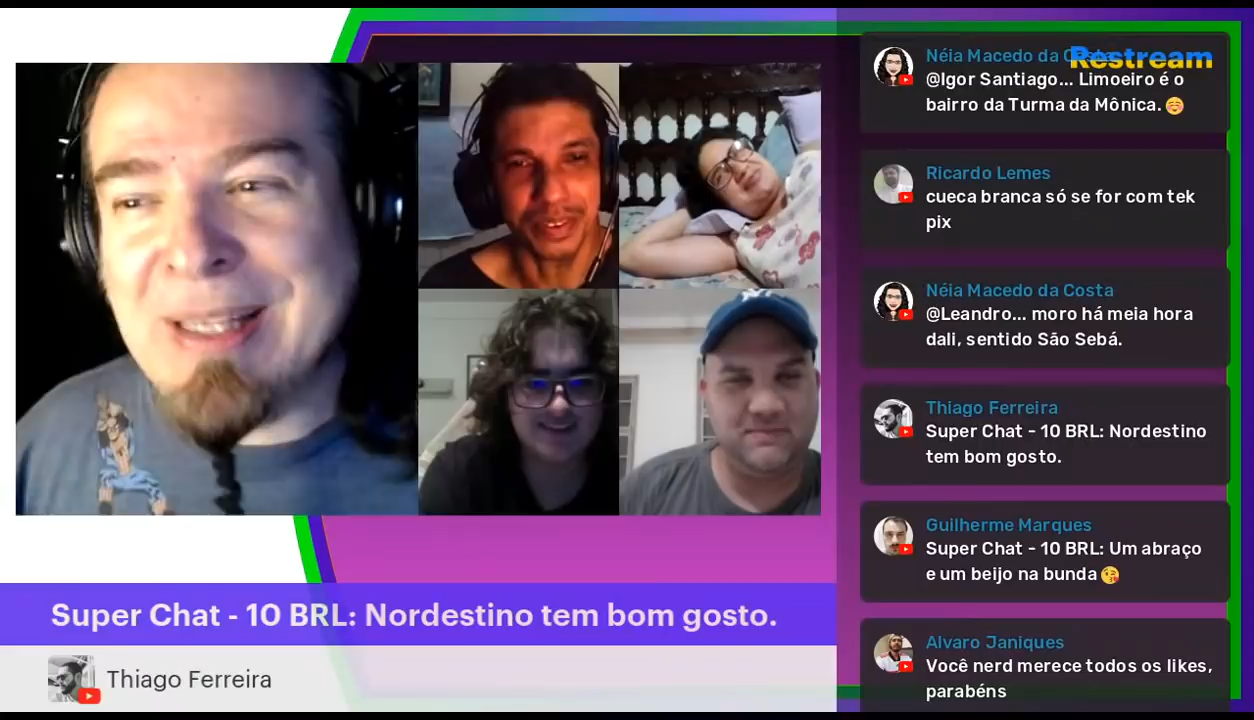 Restream
Néia Macedo da Costa
@Igor Santiago... Limoeiro é o
bairro da Turma da Mônica. ☺️
Ricardo Lemes
cueca branca só se for com tek
pix
Néia Macedo da Costa
@Leandro... moro há meia hora
dali, sentido São Sebá.
Thiago Ferreira
Super Chat - 10 BRL: Nordestino
tem bom gosto.
Guilherme Marques
Super Chat - 10 BRL: Um abraço
e um beijo na bunda 😘
Alvaro Janiques
Você nerd merece todos os likes,
parabéns
Super Chat - 10 BRL: Nordestino tem bom gosto.
Thiago Ferreira